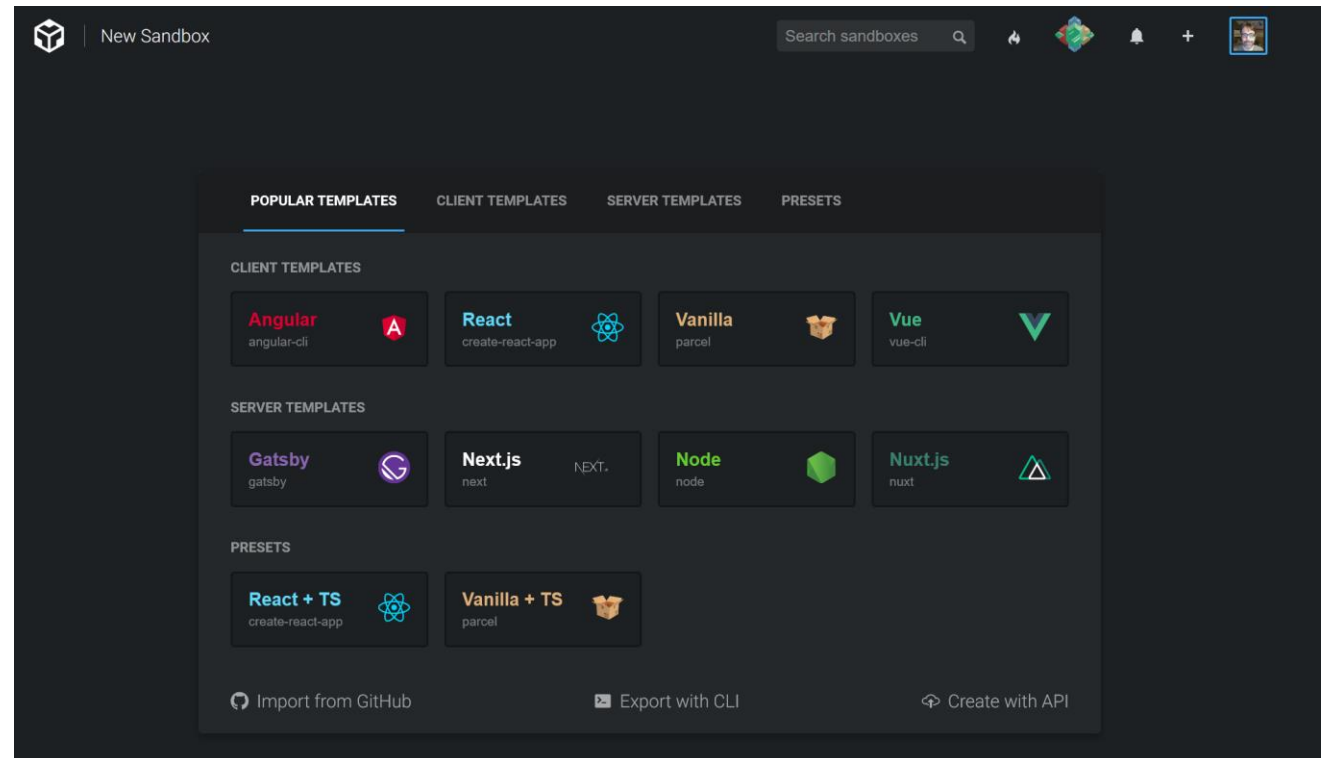 New Sandbox
Search sandboxes
POPULAR TEMPLATES CLIENT TEMPLATES SERVER TEMPLATES PRESETS
CLIENT TEMPLATES
Angular
angular-cli
A
React
create-react-app
Vanilla
parcel
Vue
vue-cli
SERVER TEMPLATES
Gatsby
gatsby
Next.js
next
NEXT.
Node
node
Nuxt.js
nuxt
PRESETS
React + TS
create-react-app
Vanilla + TS
parcel
Import from GitHub
Export with CLI
Create with API